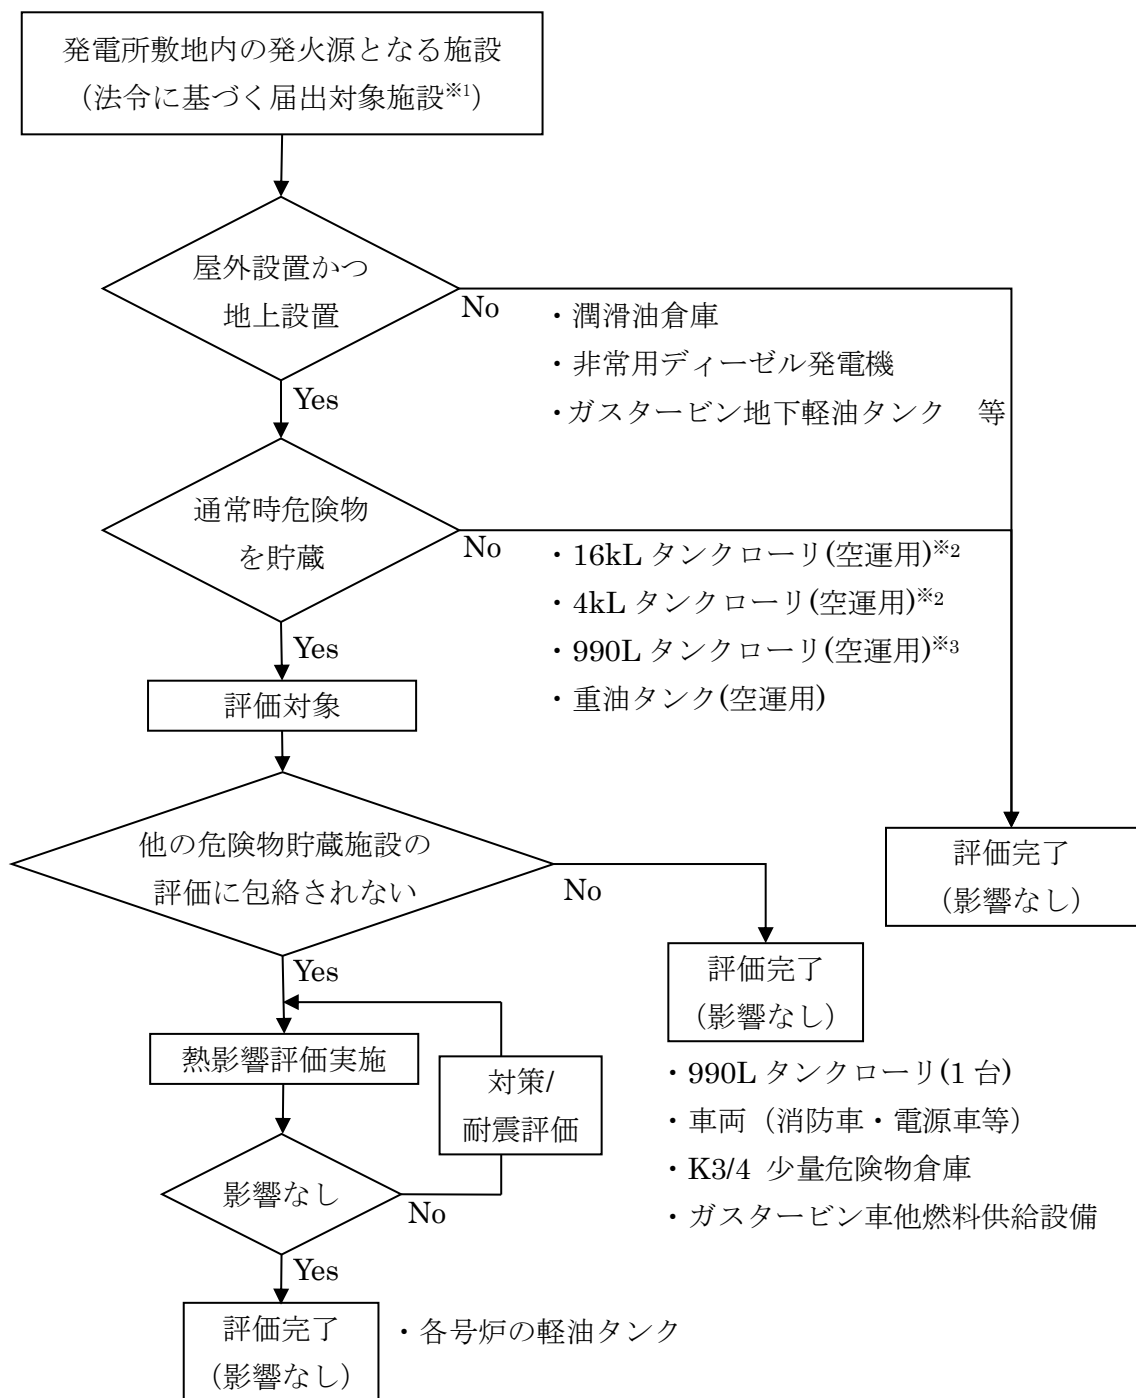 発電所敷地内の発火源となる施設
（法令に基づく届出対象施設※1）
屋外設置かつ
地上設置
No
・潤滑油倉庫
・非常用ディーゼル発電機
・ガスタービン地下軽油タンク　等
Yes
通常時危険物
を貯蔵
No
・16kL タンクローリ(空運用)※2
・4kL タンクローリ(空運用)※2
・990L タンクローリ(空運用)※3
・重油タンク(空運用)
Yes
評価対象
他の危険物貯蔵施設の
評価に包絡されない
No
評価完了
（影響なし）
Yes
評価完了
（影響なし）
熱影響評価実施
対策/
耐震評価
・990L タンクローリ(1 台)
・車両（消防車・電源車等）
・K3/4 少量危険物倉庫
・ガスタービン車他燃料供給設備
影響なし
No
Yes
評価完了
（影響なし）
・各号炉の軽油タンク